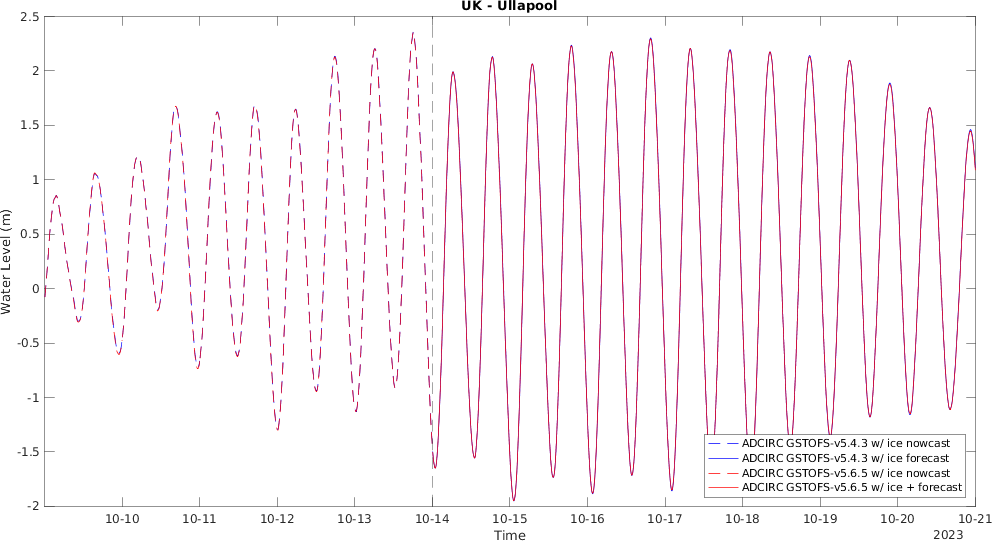 UK - Ullapool
2.5
2
1.5
1
0.5
0
-0.5
-1
-1.5
-2
Water Level (m)
ADCIRC GSTOFS-v5.4.3 w/ ice nowcast
ADCIRC GSTOFS-v5.4.3 w/ ice forecast
ADCIRC GSTOFS-v5.6.5 w/ ice nowcast
ADCIRC GSTOFS-v5.6.5 w/ ice + forecast
10-10 10-11 10-12 10-13 10-14 10-15 10-16 10-17 10-18 10-19 10-20 10-21
Time 2023